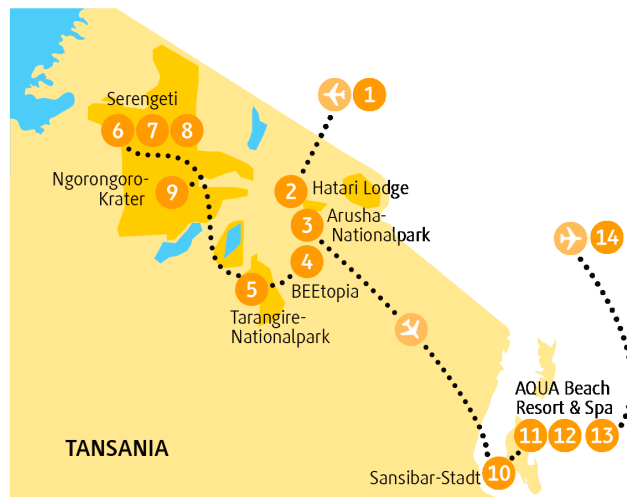 Serengeti
1
6 7 8
Ngorongoro-
Krater
9
2
Hatari Lodge
3
Arusha-
Nationalpark
14
4
BEEtopia
5
Tarangire-
Nationalpark
AQUA Beach
Resort & Spa
11 12 13
TANSANIA
Sansibar-Stadt
10